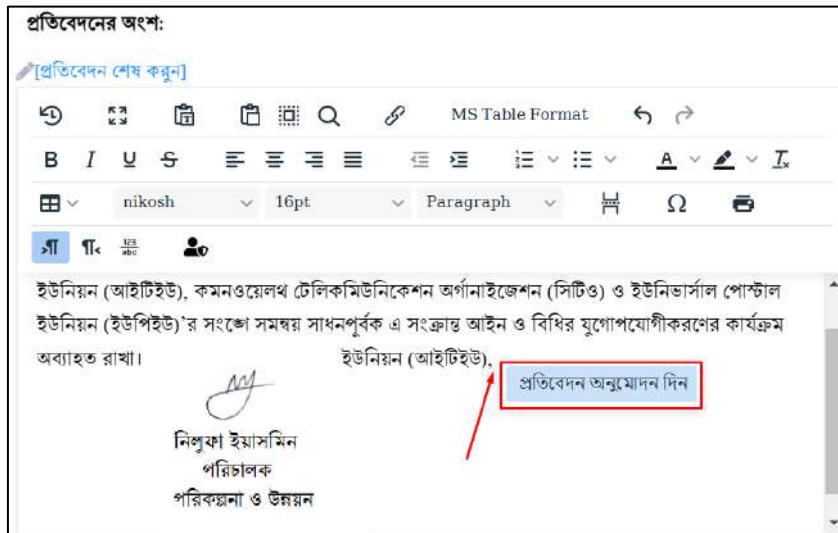 প্রতিবেদনের অংশ:
[প্রতিবেদন শেষ করুন]
MS Table Format
B I U S A
nikosh 16pt Paragraph Ω
ইউনিয়ন (আইটিইউ), কমনওয়েলথ টেলিকমিউনিকেশন অর্গানাইজেশন (সিটিও) ও ইউনিভার্সাল পোস্টাল
ইউনিয়ন (ইউপিইউ)'র সংঙ্গে সমন্বয় সাধনপূর্বক এ সংক্রান্ত আইন ও বিধির যুগোপযোগীকরণের কার্যক্রম
অব্যাহত রাখা। ইউনিয়ন (আইটিইউ),
প্রতিবেদন অনুমোদন দিন
নিলুফা ইয়াসমিন
পরিচালক
পরিকল্পনা ও উন্নয়ন